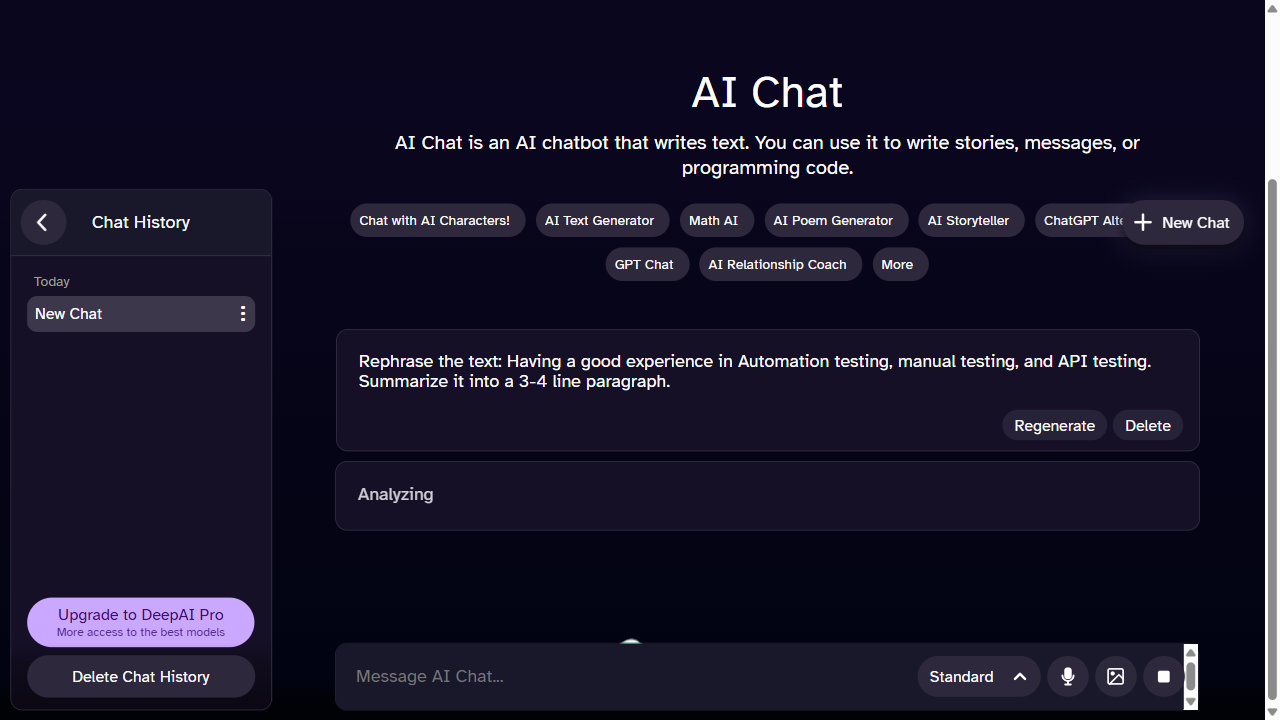 AI Chat
AI Chat is an AI chatbot that writes text. You can use it to write stories, messages, or
programming code.
Chat with AI Characters!
AI Text Generator
Math AI
AI Poem Generator
AI Storyteller
ChatGPT Alte
New Chat
GPT Chat
AI Relationship Coach
More
Chat History
Today
New Chat
Upgrade to DeepAI Pro
More access to the best models
Delete Chat History
Rephrase the text: Having a good experience in Automation testing, manual testing, and API testing.
Summarize it into a 3-4 line paragraph.
Regenerate
Delete
Analyzing
Message AI Chat...
Standard